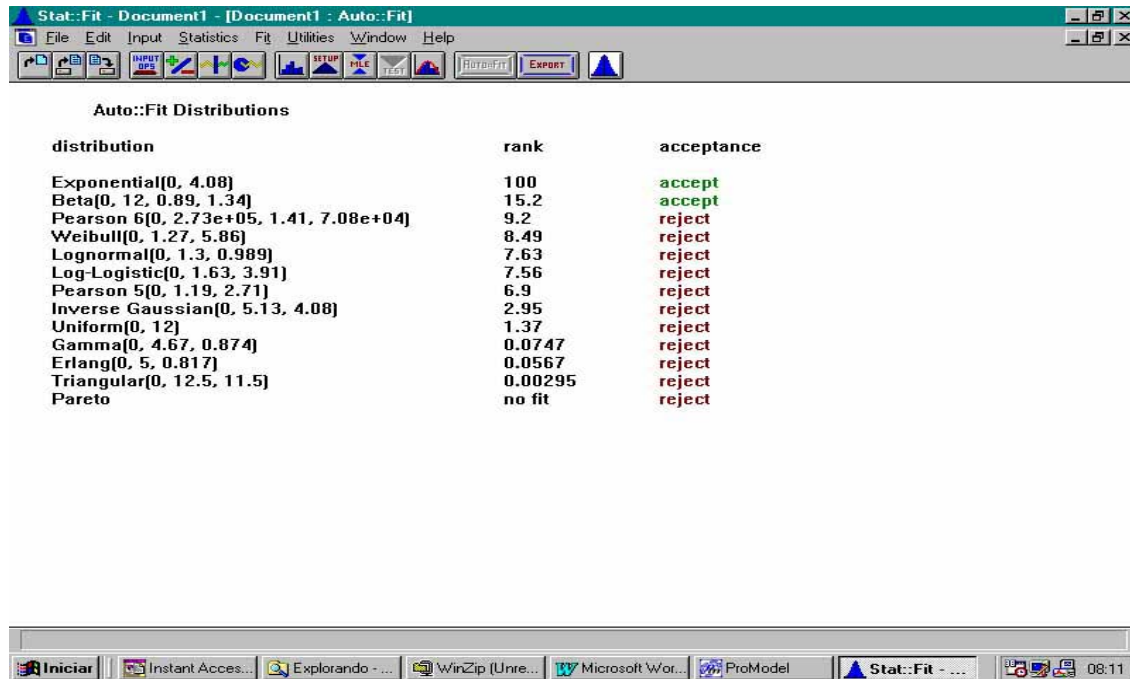 Stat::Fit - Document1 - [Document1 : Auto::Fit]
File Edit Input Statistics Fit Utilities Window Help
INPUT OPS SETUP MLE TEST AUTO::FIT EXPORT
Auto::Fit Distributions
distribution rank acceptance
Exponential(0, 4.08) 100 accept
Beta(0, 12, 0.89, 1.34) 15.2 accept
Pearson 6(0, 2.73e+05, 1.41, 7.08e+04) 9.2 reject
Weibull(0, 1.27, 5.86) 8.49 reject
Lognormal(0, 1.3, 0.989) 7.63 reject
Log-Logistic(0, 1.63, 3.91) 7.56 reject
Pearson 5(0, 1.19, 2.71) 6.9 reject
Inverse Gaussian(0, 5.13, 4.08) 2.95 reject
Uniform(0, 12) 1.37 reject
Gamma(0, 4.67, 0.874) 0.0747 reject
Erlang(0, 5, 0.817) 0.0567 reject
Triangular(0, 12.5, 11.5) 0.00295 reject
Pareto no fit reject
Iniciar Instant Acces... Explorando - ... WinZip (Unre... Microsoft Wor... ProModel Stat::Fit - ... 08:11